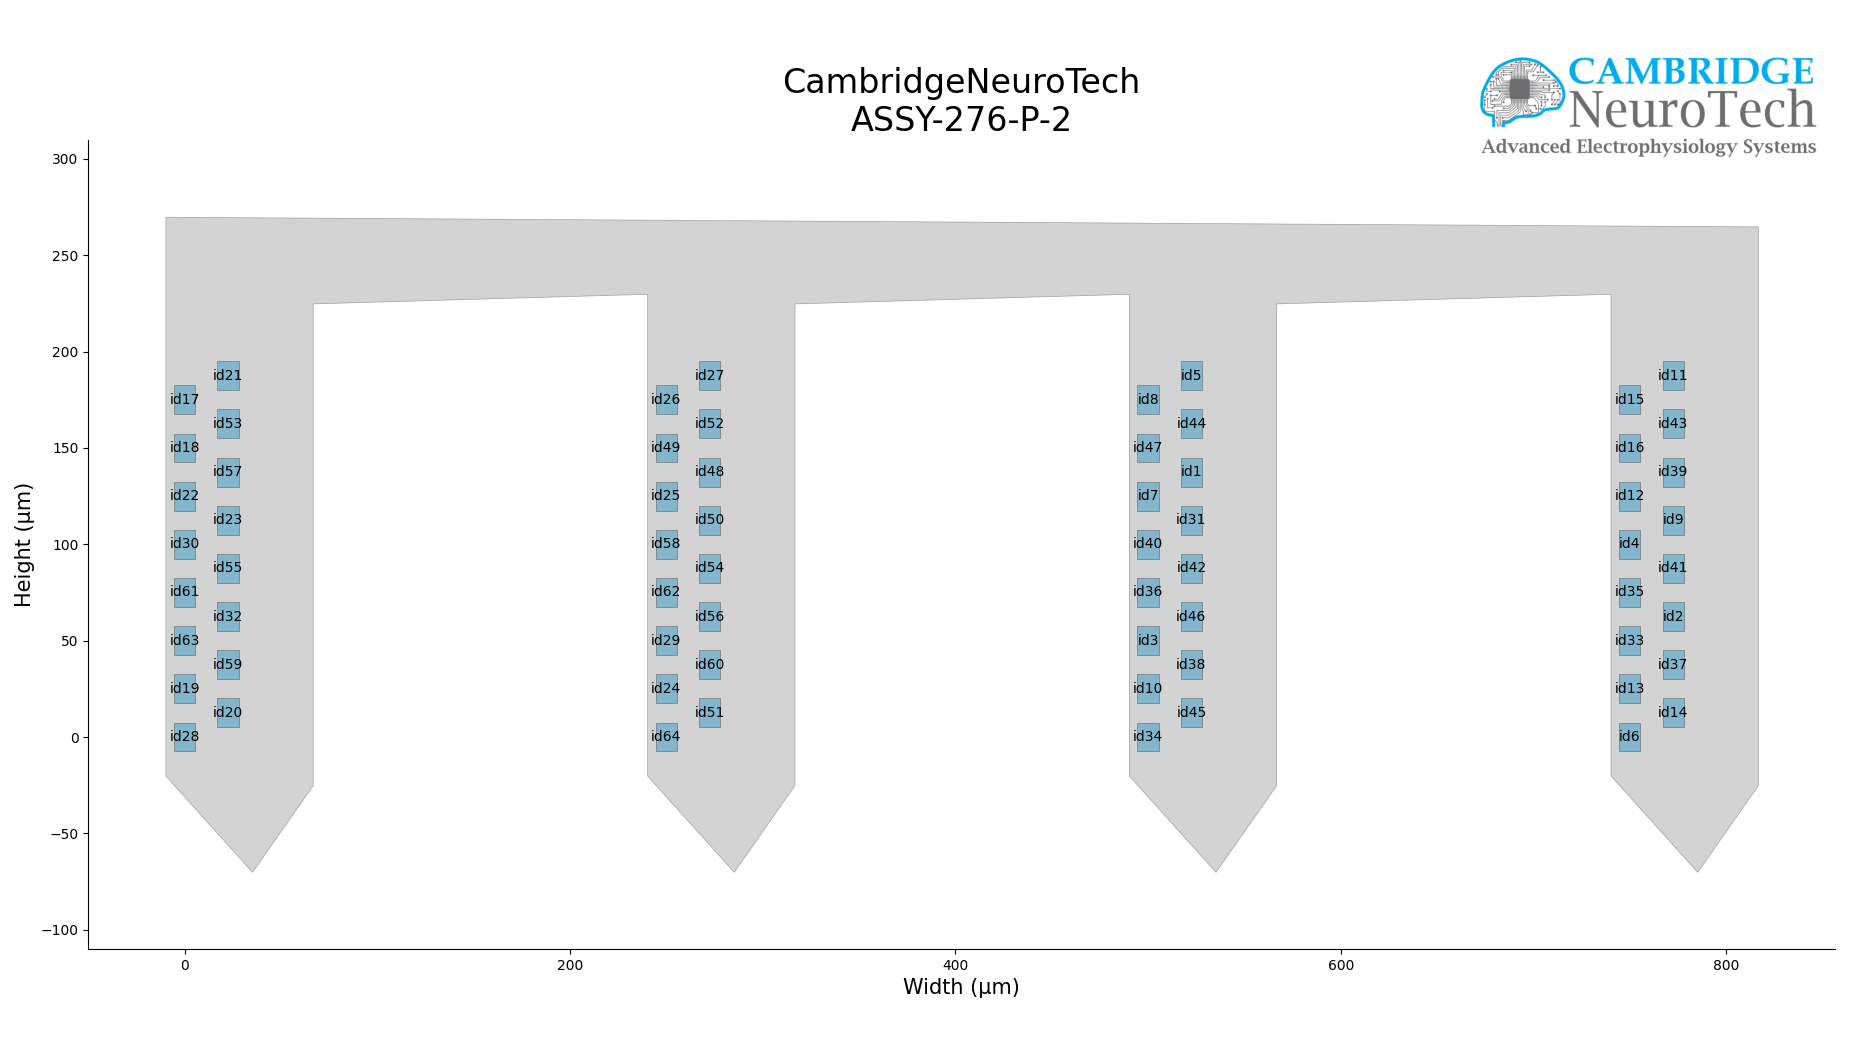 CambridgeNeuroTech
ASSY-276-P-2
CAMBRIDGE
NeuroTech
Advanced Electrophysiology Systems
300
250
200
150
100
50
0
−50
−100
Height (μm)
id21 id27 id5 id11
id17 id26 id8 id15
id53 id52 id44 id43
id18 id49 id47 id16
id57 id48 id1 id39
id22 id25 id7 id12
id23 id50 id31 id9
id30 id58 id40 id4
id55 id54 id42 id41
id61 id62 id36 id35
id32 id56 id46 id2
id63 id29 id3 id33
id59 id60 id38 id37
id19 id24 id10 id13
id20 id51 id45 id14
id28 id64 id34 id6
0 200 400 600 800
Width (μm)